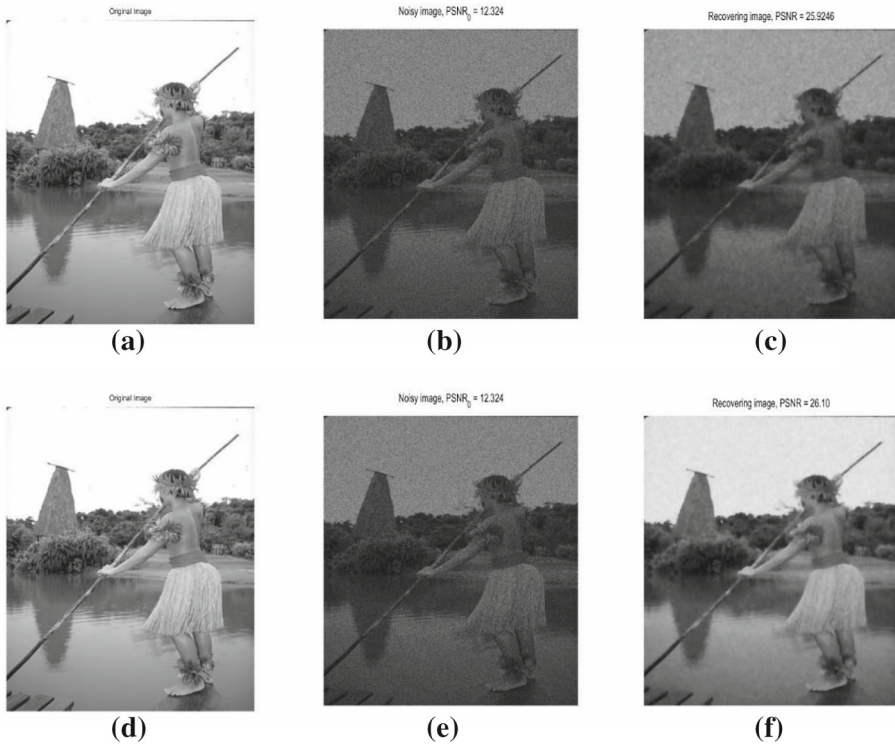 Original Image
Noisy image, PSNR0 = 12.324
Recovering image, PSNR = 25.9246
(a)
(b)
(c)
Original Image
Noisy image, PSNR0 = 12.324
Recovering image, PSNR = 26.10
(d)
(e)
(f)